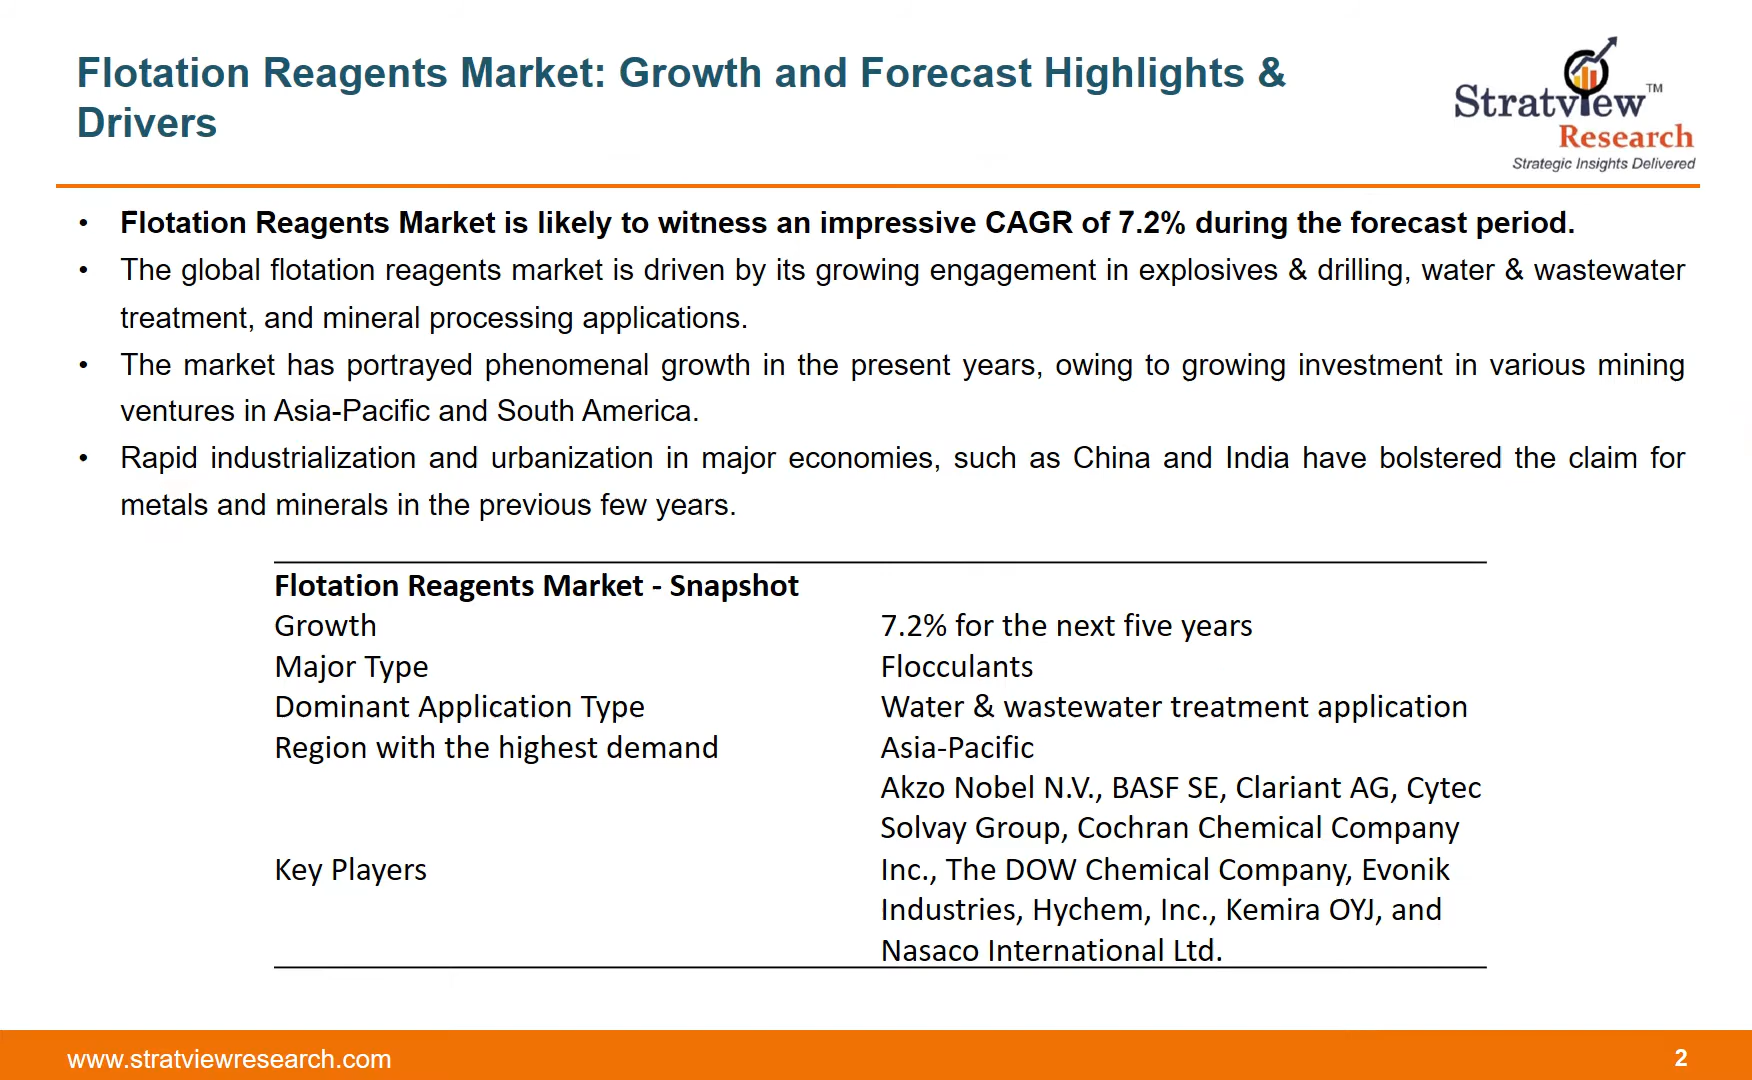 Flotation Reagents Market: Growth and Forecast Highlights &
Drivers
Stratview™
Research
Strategic Insights Delivered
• Flotation Reagents Market is likely to witness an impressive CAGR of 7.2% during the forecast period.
• The global flotation reagents market is driven by its growing engagement in explosives & drilling, water & wastewater
treatment, and mineral processing applications.
• The market has portrayed phenomenal growth in the present years, owing to growing investment in various mining
ventures in Asia-Pacific and South America.
• Rapid industrialization and urbanization in major economies, such as China and India have bolstered the claim for
metals and minerals in the previous few years.
Flotation Reagents Market - Snapshot
Growth 7.2% for the next five years
Major Type Flocculants
Dominant Application Type Water & wastewater treatment application
Region with the highest demand Asia-Pacific
Akzo Nobel N.V., BASF SE, Clariant AG, Cytec
Solvay Group, Cochran Chemical Company
Key Players Inc., The DOW Chemical Company, Evonik
Industries, Hychem, Inc., Kemira OYJ, and
Nasaco International Ltd.
www.stratviewresearch.com 2